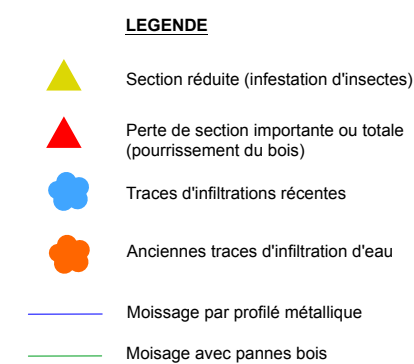 LEGENDE
Section réduite (infestation d'insectes)
Perte de section importante ou totale
(pourrissement du bois)
Traces d'infiltrations récentes
Anciennes traces d'infiltration d'eau
Moissage par profilé métallique
Moisage avec pannes bois